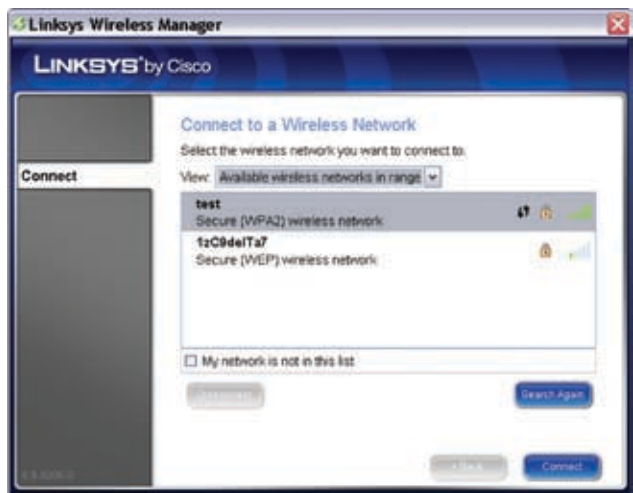 Linksys Wireless Manager
LINKSYS by Cisco
Connect to a Wireless Network
Select the wireless network you want to connect to.
Connect
View: Available wireless networks in range
test
Secure (WPA2) wireless network
1zC9delTa7
Secure (WEP) wireless network
My network is not in this list
Search Again
Connect